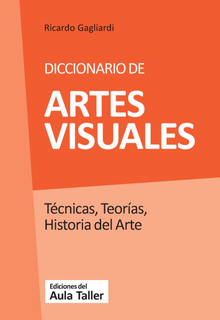 Ricardo Gagliardi
DICCIONARIO DE
ARTES
VISUALES
Técnicas, Teorías,
Historia del Arte
Ediciones del
Aula Taller